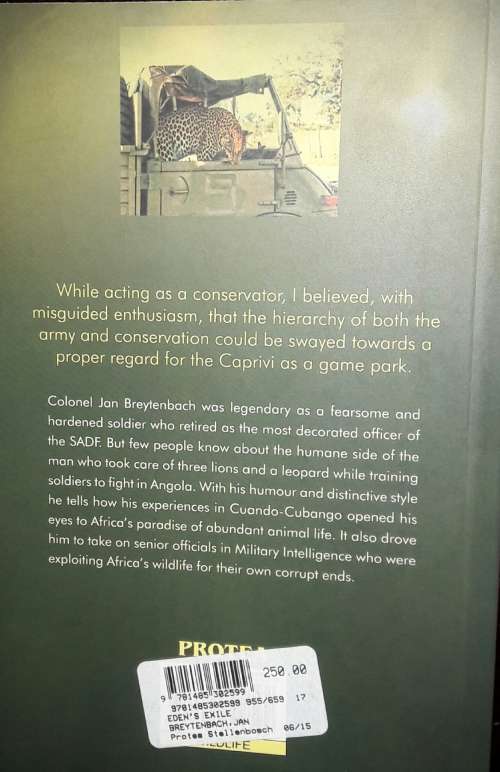 While acting as a conservator, I believed, with
misguided enthusiasm, that the hierarchy of both the
army and conservation could be swayed towards a
proper regard for the Caprivi as a game park.
Colonel Jan Breytenbach was legendary as a fearsome and
hardened soldier who retired as the most decorated officer of
the SADF. But few people know about the humane side of the
man who took care of three lions and a leopard while training
soldiers to fight in Angola. With his humour and distinctive style
he tells how his experiences in Cuando-Cubango opened his
eyes to Africa's paradise of abundant animal life. It also drove
him to take on senior officials in Military Intelligence who were
exploiting Africa's wildlife for their own corrupt ends.
250.00
9 781485 302599
9781485302599 955/659 17
EDEN'S EXILE
BREYTENBACH,JAN
Protea Stellenbosch 06/15